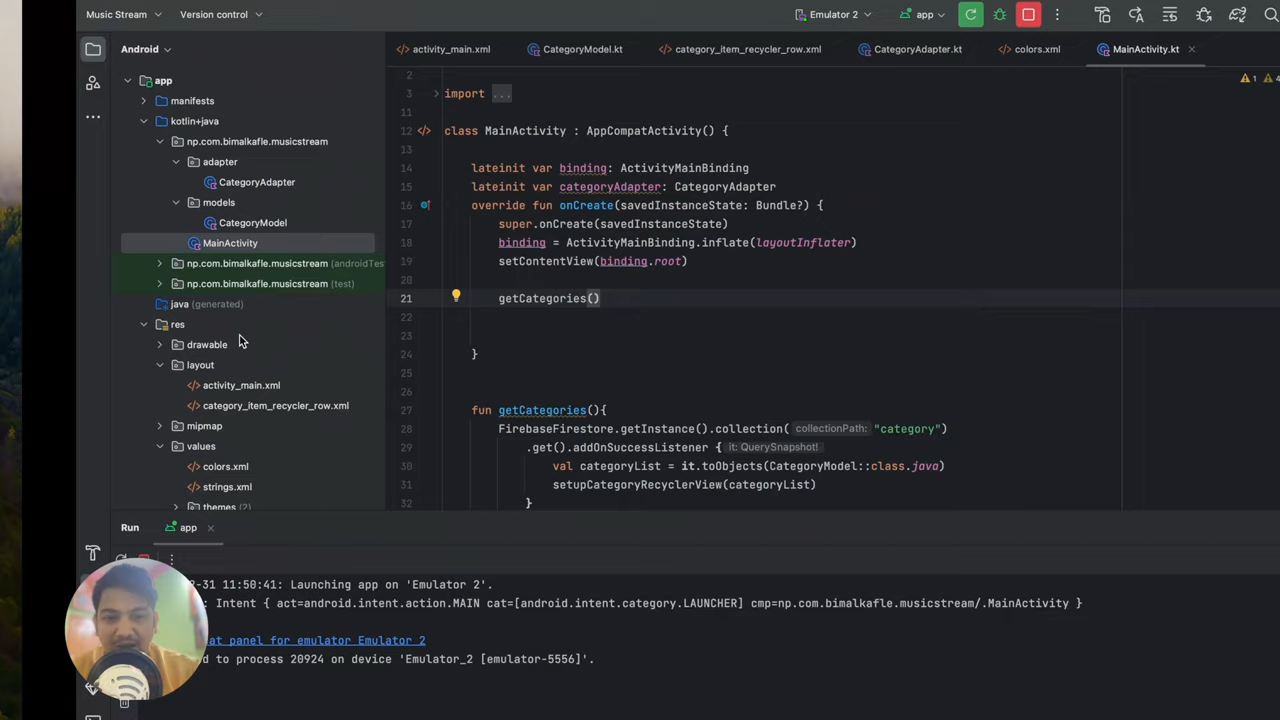 Music Stream
Version control
Emulator 2
app
Android
activity_main.xml
CategoryModel.kt
category_item_recycler_row.xml
CategoryAdapter.kt
colors.xml
MainActivity.kt
app
manifests
kotlin+java
np.com.bimalkafle.musicstream
adapter
CategoryAdapter
models
CategoryModel
MainActivity
np.com.bimalkafle.musicstream (androidTes
np.com.bimalkafle.musicstream (test)
java (generated)
res
drawable
layout
activity_main.xml
category_item_recycler_row.xml
mipmap
values
colors.xml
strings.xml
themes (2)
1
4
2
3 import ...
11
12 class MainActivity : AppCompatActivity() {
13
14 lateinit var binding: ActivityMainBinding
15 lateinit var categoryAdapter: CategoryAdapter
16 override fun onCreate(savedInstanceState: Bundle?) {
17 super.onCreate(savedInstanceState)
18 binding = ActivityMainBinding.inflate(layoutInflater)
19 setContentView(binding.root)
20
21 getCategories()
22
23
24 }
25
26
27 fun getCategories(){
28 FirebaseFirestore.getInstance().collection( collectionPath: "category")
29 .get().addOnSuccessListener { it: QuerySnapshot!
30 val categoryList = it.toObjects(CategoryModel::class.java)
31 setupCategoryRecyclerView(categoryList)
32 }
Run
app
-31 11:50:41: Launching app on 'Emulator 2'.
: Intent { act=android.intent.action.MAIN cat=[android.intent.category.LAUNCHER] cmp=np.com.bimalkafle.musicstream/.MainActivity }
at panel for emulator Emulator 2
d to process 20924 on device 'Emulator_2 [emulator-5556]'.